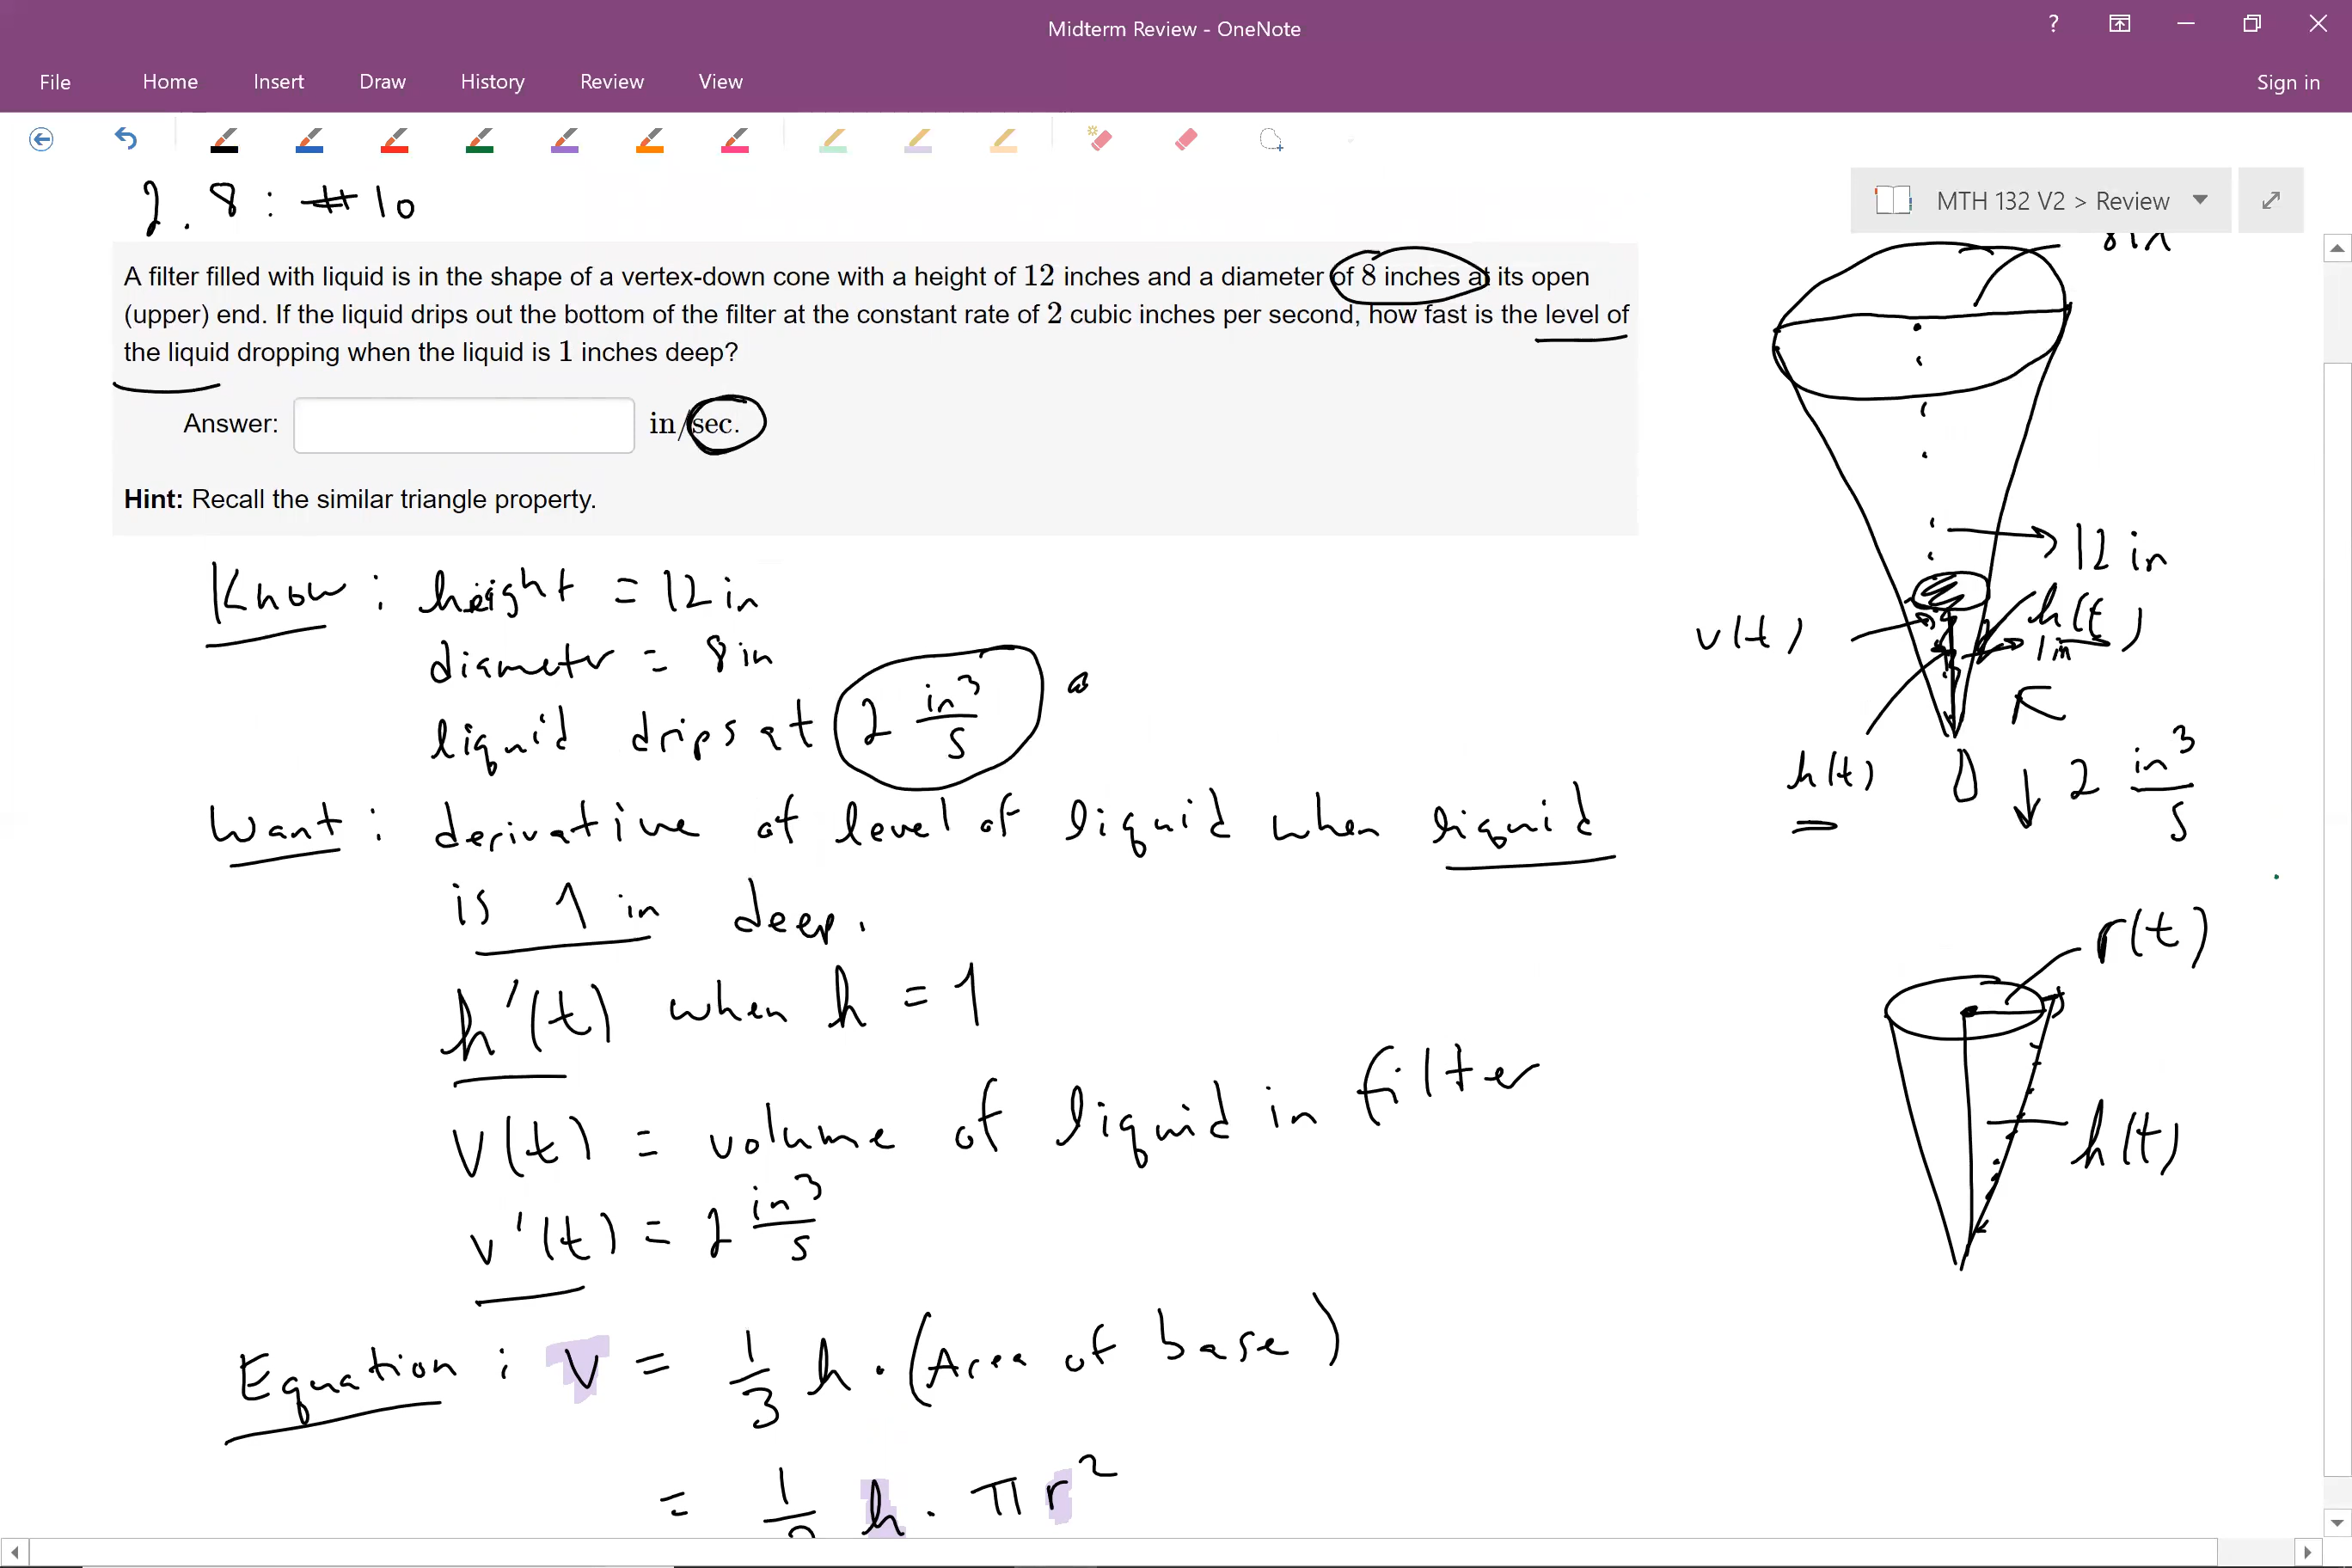 Midterm Review - OneNote
?
File Home Insert Draw History Review View
Sign in
2.8: #10
MTH 132 V2 > Review
A filter filled with liquid is in the shape of a vertex-down cone with a height of 12 inches and a diameter of 8 inches at its open
(upper) end. If the liquid drips out the bottom of the filter at the constant rate of 2 cubic inches per second, how fast is the level of
the liquid dropping when the liquid is 1 inches deep?
Answer: in/sec.
Hint: Recall the similar triangle property.
12 in
v(t)
h(t)
1 in
h(t)
2 in³/s
Know: height = 12 in
diameter = 8 in
liquid drips at 2 in³/s
Want: derivative of level of liquid when liquid
is 1 in deep.
h'(t) when h = 1
V(t) = volume of liquid in filter
v'(t) = 2 in³/s
r(t)
h(t)
Equation: V = 1/3 h · (Area of base)
= 1/3 h · π r²